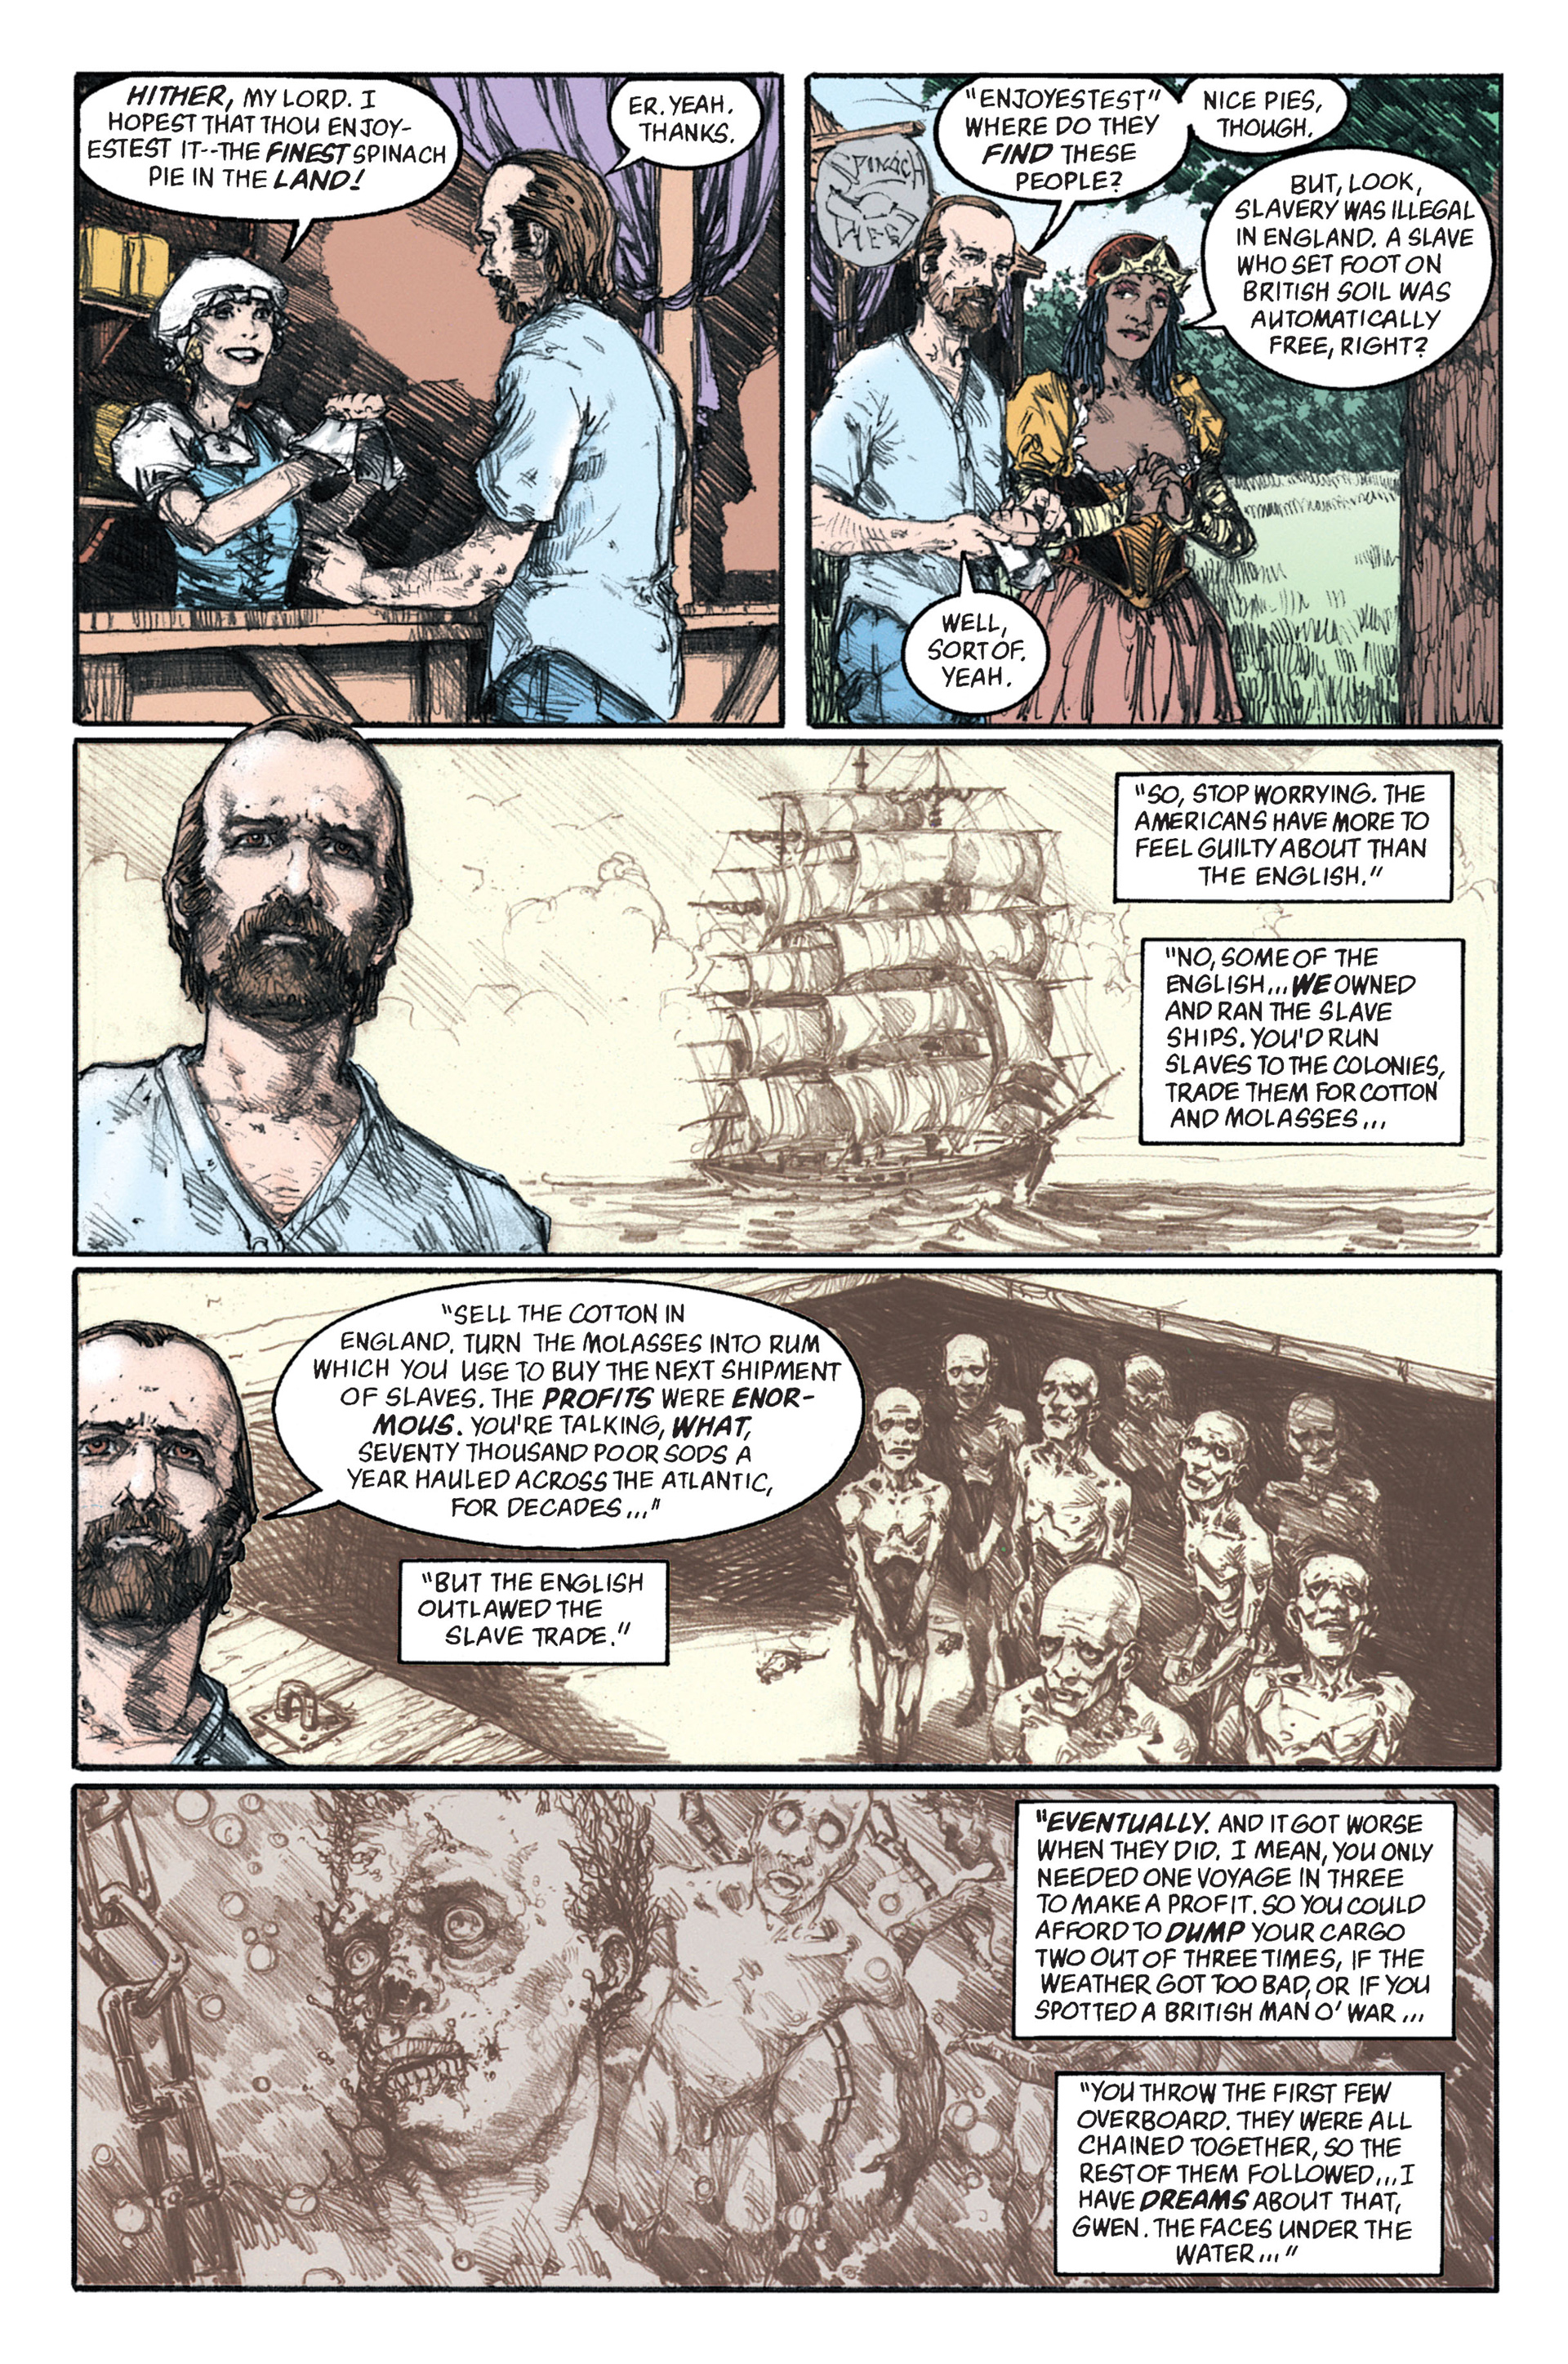 HITHER, MY LORD. I
HOPEST THAT THOU ENJOY-
ESTEST IT--THE FINEST SPINACH
PIE IN THE LAND!
ER. YEAH.
THANKS.
"ENJOYESTEST"
WHERE DO THEY
FIND THESE
PEOPLE?
NICE PIES,
THOUGH.
BUT, LOOK,
SLAVERY WAS ILLEGAL
IN ENGLAND. A SLAVE
WHO SET FOOT ON
BRITISH SOIL WAS
AUTOMATICALLY
FREE, RIGHT?
SPINACH
PIES
WELL,
SORT OF.
YEAH.
"SO, STOP WORRYING. THE
AMERICANS HAVE MORE TO
FEEL GUILTY ABOUT THAN
THE ENGLISH."
"NO, SOME OF THE
ENGLISH... WE OWNED
AND RAN THE SLAVE
SHIPS. YOU'D RUN
SLAVES TO THE COLONIES,
TRADE THEM FOR COTTON
AND MOLASSES...
"SELL THE COTTON IN
ENGLAND. TURN THE MOLASSES INTO RUM
WHICH YOU USE TO BUY THE NEXT SHIPMENT
OF SLAVES. THE PROFITS WERE ENOR-
MOUS. YOU'RE TALKING, WHAT,
SEVENTY THOUSAND POOR SODS A
YEAR HAULED ACROSS THE ATLANTIC,
FOR DECADES..."
"BUT THE ENGLISH
OUTLAWED THE
SLAVE TRADE."
"EVENTUALLY. AND IT GOT WORSE
WHEN THEY DID. I MEAN, YOU ONLY
NEEDED ONE VOYAGE IN THREE
TO MAKE A PROFIT. SO YOU COULD
AFFORD TO DUMP YOUR CARGO
TWO OUT OF THREE TIMES, IF THE
WEATHER GOT TOO BAD, OR IF YOU
SPOTTED A BRITISH MAN O' WAR...
"YOU THROW THE FIRST FEW
OVERBOARD. THEY WERE ALL
CHAINED TOGETHER, SO THE
REST OF THEM FOLLOWED... I
HAVE DREAMS ABOUT THAT,
GWEN. THE FACES UNDER THE
WATER..."